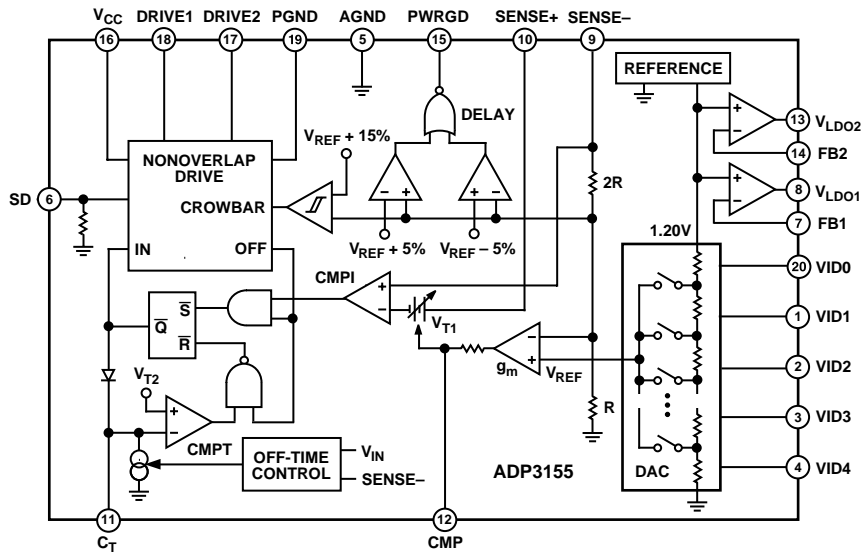 VCC DRIVE1 DRIVE2 PGND AGND PWRGD SENSE+ SENSE–
16 18 17 19 5 15 10 9
REFERENCE
DELAY
VREF + 15%
+
–
13 VLDO2
14 FB2
NONOVERLAP
DRIVE
– +
+ –
2R
+
–
8 VLDO1
SD 6
CROWBAR
7 FB1
VREF + 5% VREF – 5%
1.20V
IN OFF
CMPI
+
–
20 VID0
S
Q
R
VT1
1 VID1
–
+
gm
VREF
2 VID2
VT2
R
+
–
CMPT
3 VID3
OFF-TIME
CONTROL
VIN
SENSE–
ADP3155
DAC
4 VID4
11 12
CT CMP